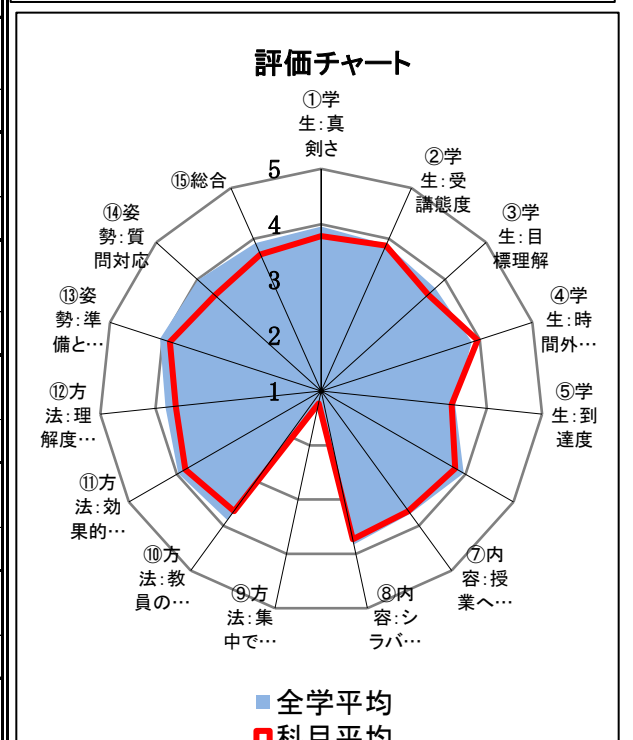 評価チャート
①学
生:真
剣さ
②学
生:受
講態度
③学
生:目
標理解
④学
生:時
間外…
⑤学
生:到
達度
⑦内
容:授
業へ…
⑧内
容:シ
ラバ…
⑨方
法:集
中で…
⑩方
法:教
員の…
⑪方
法:効
果的…
⑫方
法:理
解度…
⑬姿
勢:準
備と…
⑭姿
勢:質
問対応
⑮総合
5
4
3
2
1
全学平均
科目平均